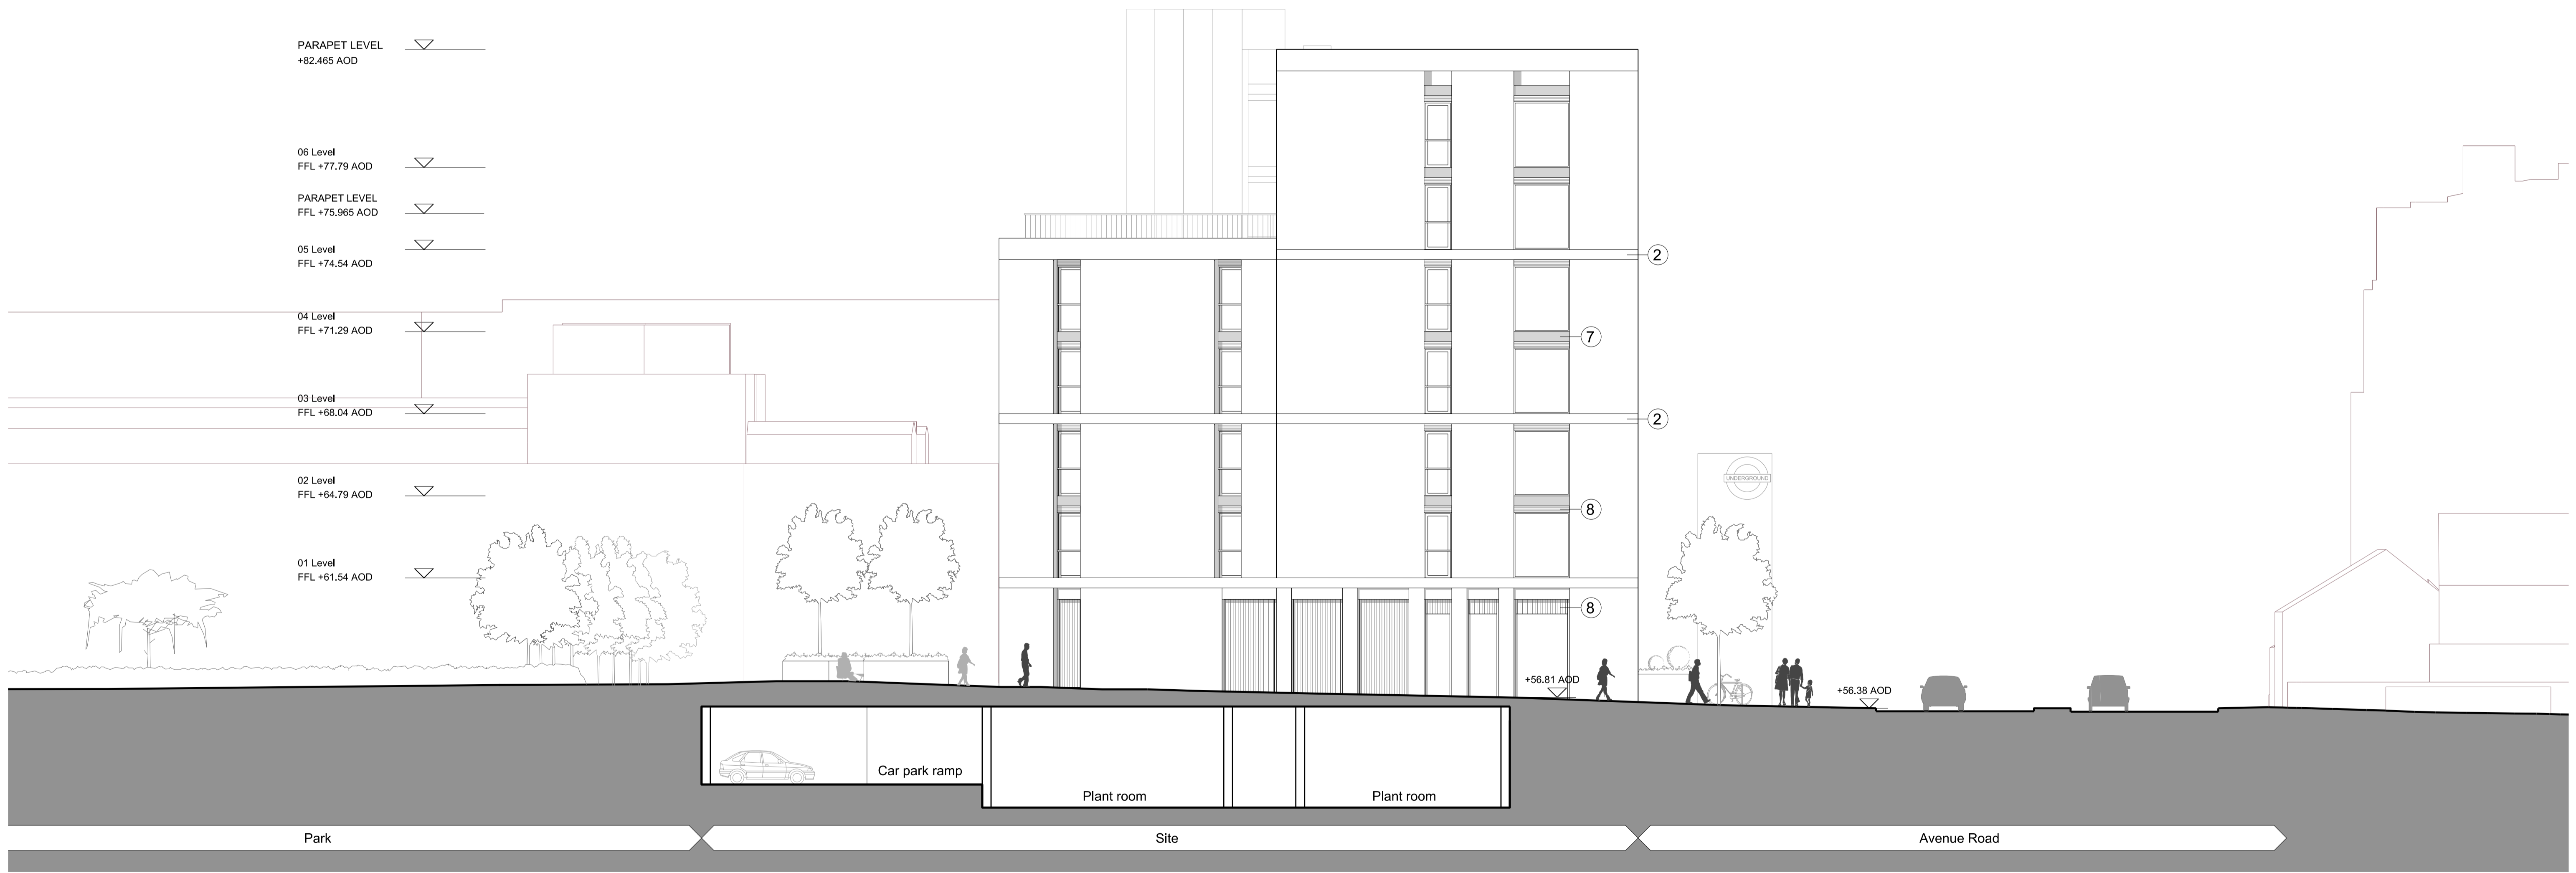 PARAPET LEVEL
+82.465 AOD
06 Level
FFL +77.79 AOD
PARAPET LEVEL
FFL +75.965 AOD
05 Level
FFL +74.54 AOD
2
04 Level
FFL +71.29 AOD
7
03 Level
FFL +68.04 AOD
2
UNDERGROUND
02 Level
FFL +64.79 AOD
8
01 Level
FFL +61.54 AOD
8
+56.81 AOD
+56.38 AOD
Car park ramp
Plant room
Plant room
Park
Site
Avenue Road